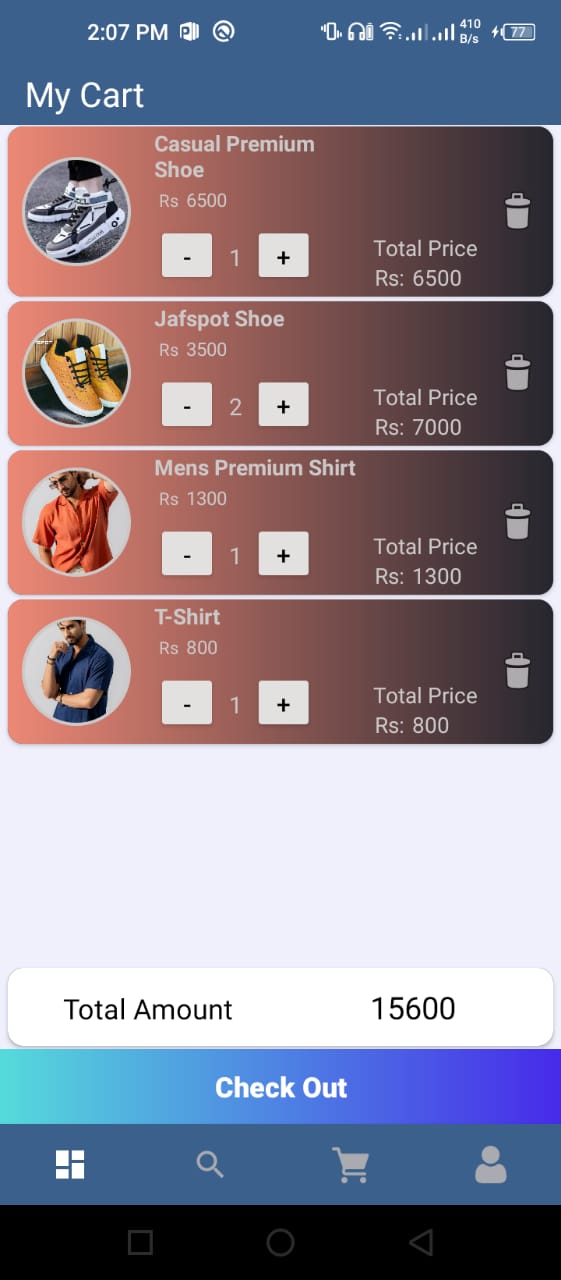 2:07 PM
410
B/s
77
My Cart
Casual Premium
Shoe
Rs 6500
- 1 +
Total Price
Rs: 6500
Jafspot Shoe
Rs 3500
- 2 +
Total Price
Rs: 7000
Mens Premium Shirt
Rs 1300
- 1 +
Total Price
Rs: 1300
T-Shirt
Rs 800
- 1 +
Total Price
Rs: 800
Total Amount 15600
Check Out